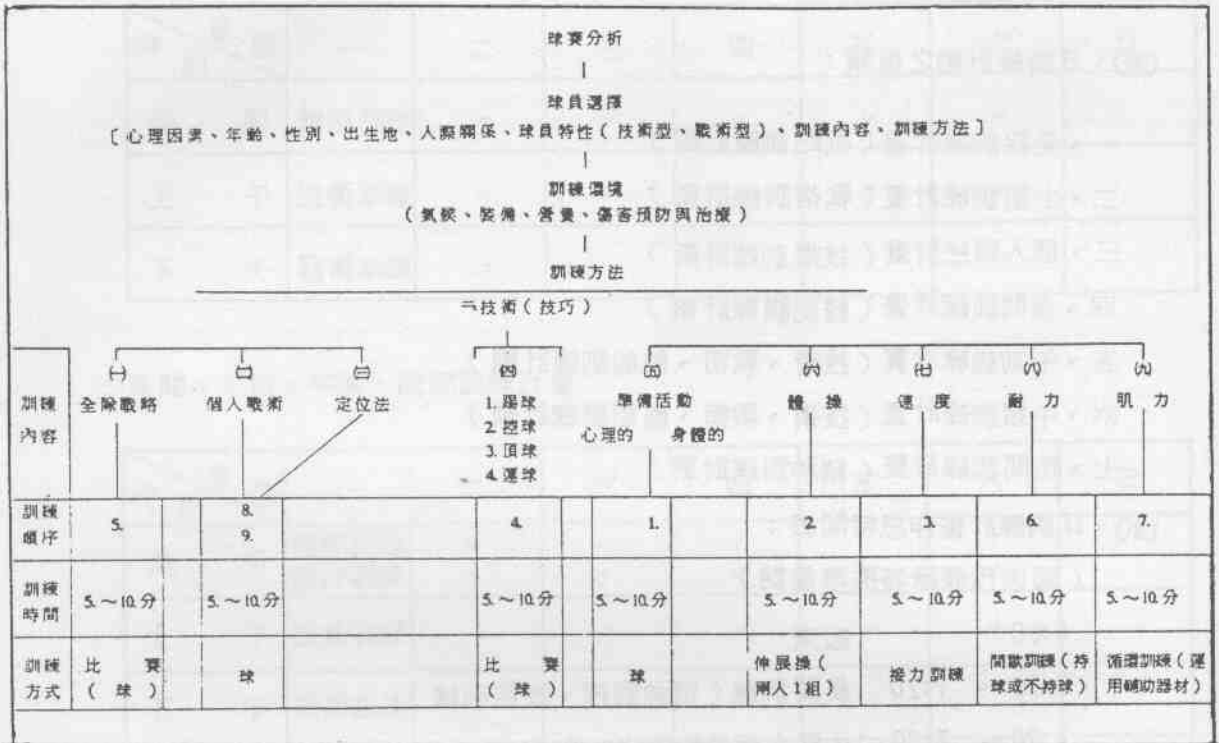 球賽分析
球員選擇
〔心理因素、年齡、性別、出生地、人際關係、球員特性(技術型、戰術型)、訓練內容、訓練方法〕
訓練環境
(氣候、裝備、營養、傷害預防與治療)
訓練方法
技術(技巧)
訓練內容
(一) 全隊戰略
(二) 個人戰術
(三) 定位法
(四)
1. 踢球
2. 控球
3. 頂球
4. 運球
(五) 準備活動
心理的 身體的
(六) 體操
(七) 速度
(八) 耐力
(九) 肌力
訓練順序 5. 8. 9. 4. 1. 2. 3. 6. 7.
訓練時間 5.~10.分 5.~10.分 5.~10.分 5.~10.分 5.~10.分 5.~10.分 5.~10.分 5.~10.分
訓練方式 比賽(球) 球 比賽(球) 球 伸展操(兩人1組) 接力訓練 間歇訓練(持球或不持球) 循環訓練(運用輔助器材)